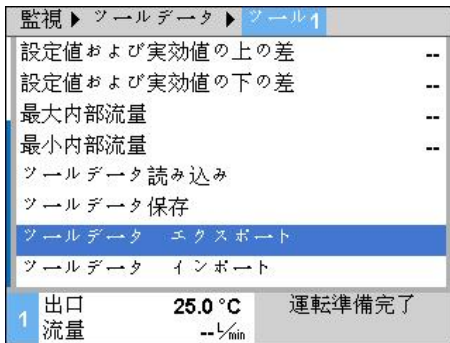 監視 ▶ ツールデータ ▶ ツール1
設定値および実効値の上の差 --
設定値および実効値の下の差 --
最大内部流量 --
最小内部流量 --
ツールデータ読み込み
ツールデータ保存
ツールデータ エクスポート
ツールデータ インポート
1 出口 25.0 °C 運転準備完了
流量 -- L/min